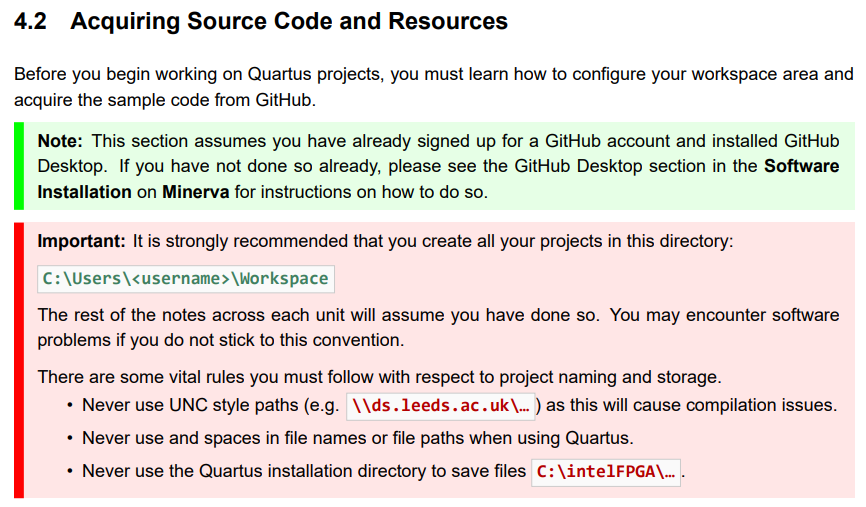 4.2 Acquiring Source Code and Resources
Before you begin working on Quartus projects, you must learn how to configure your workspace area and
acquire the sample code from GitHub.
Note: This section assumes you have already signed up for a GitHub account and installed GitHub
Desktop. If you have not done so already, please see the GitHub Desktop section in the Software
Installation on Minerva for instructions on how to do so.
Important: It is strongly recommended that you create all your projects in this directory:
C:\Users\<username>\Workspace
The rest of the notes across each unit will assume you have done so. You may encounter software
problems if you do not stick to this convention.
There are some vital rules you must follow with respect to project naming and storage.
• Never use UNC style paths (e.g. \\ds.leeds.ac.uk\…) as this will cause compilation issues.
• Never use and spaces in file names or file paths when using Quartus.
• Never use the Quartus installation directory to save files C:\intelFPGA\….